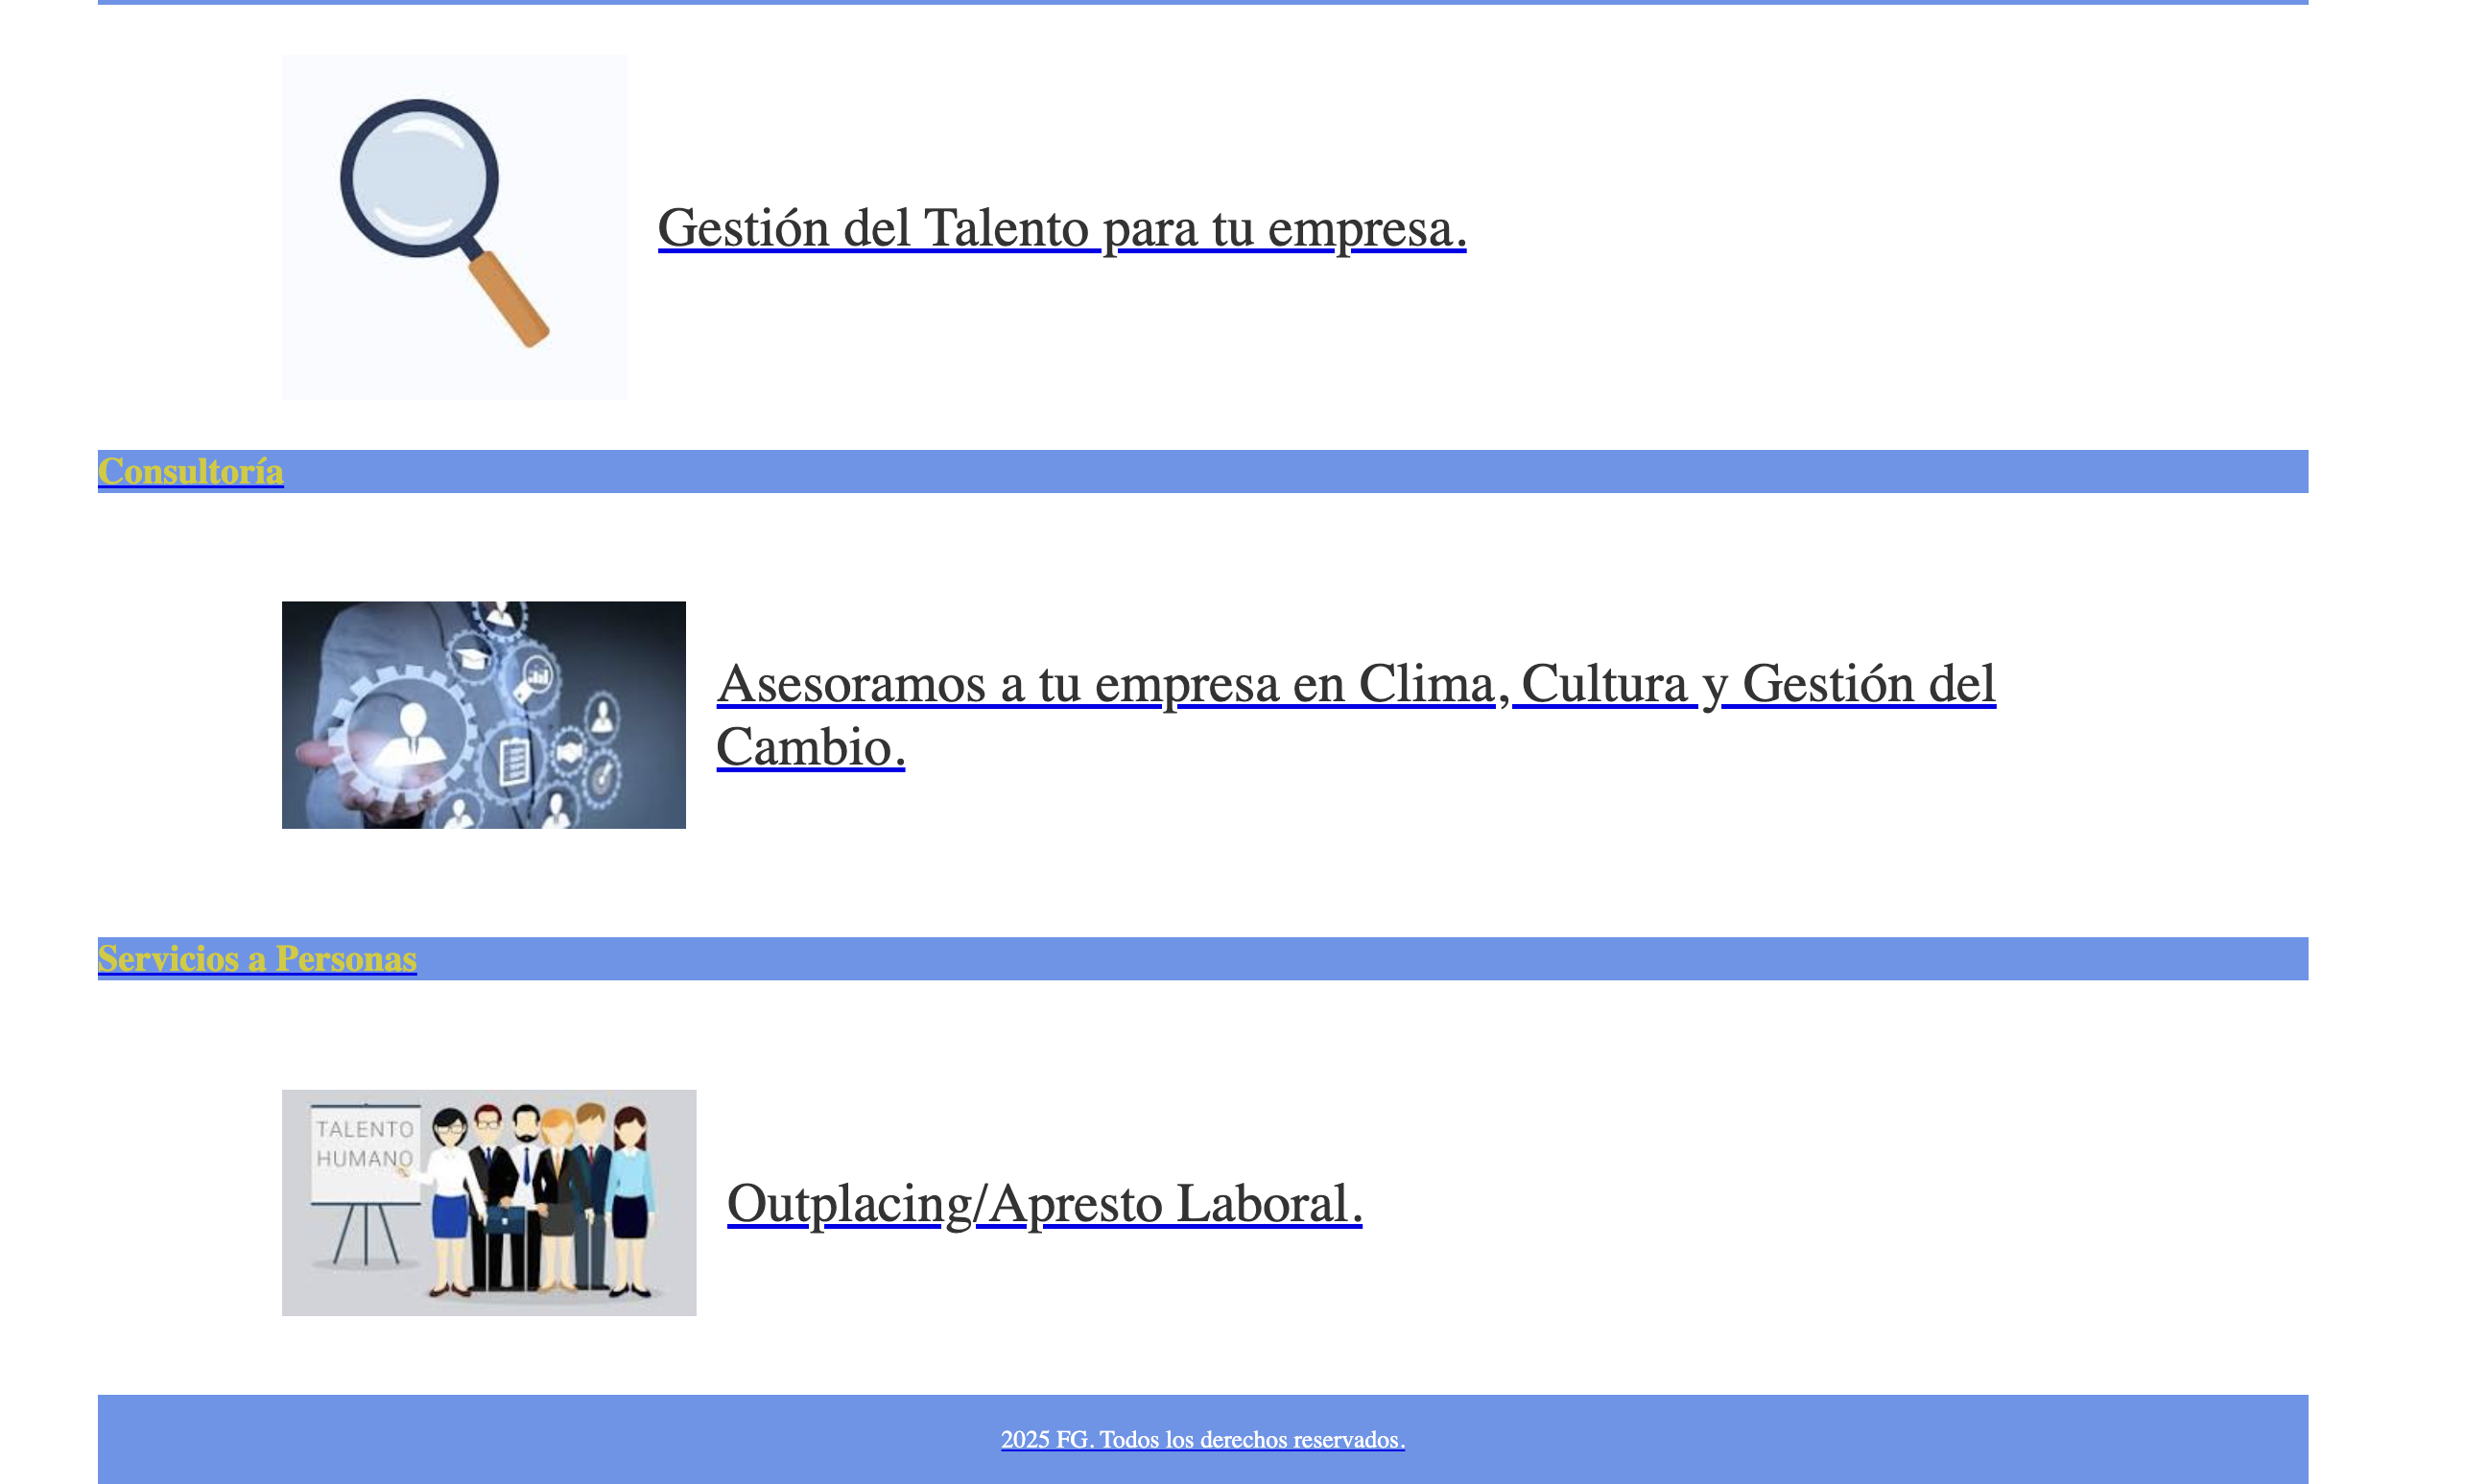 Gestión del Talento para tu empresa.
Consultoría
Asesoramos a tu empresa en Clima, Cultura y Gestión del
Cambio.
Servicios a Personas
TALENTO
HUMANO
Outplacing/Apresto Laboral.
2025 FG. Todos los derechos reservados.